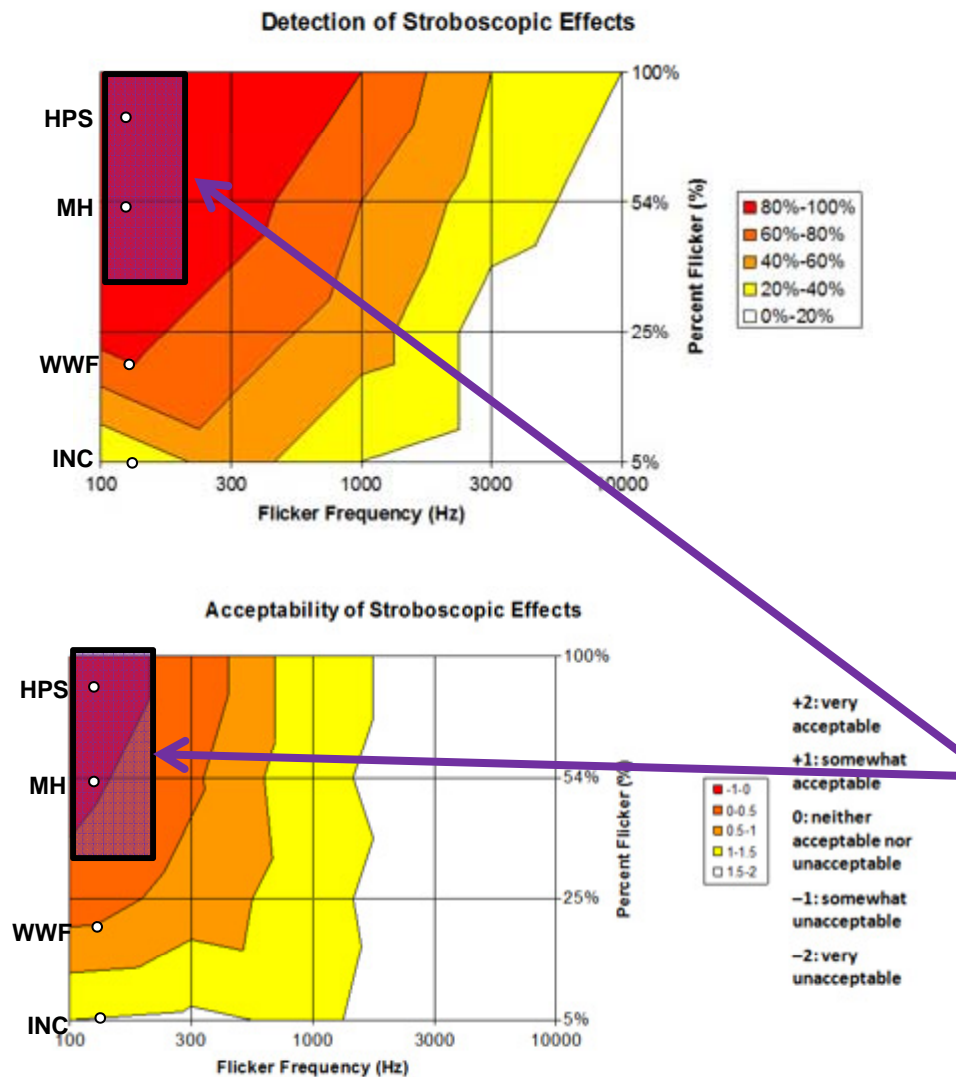 Detection of Stroboscopic Effects
HPS
MH
WWF
INC
100%
54%
25%
5%
Percent Flicker (%)
100 300 1000 3000 10000
Flicker Frequency (Hz)
80%-100%
60%-80%
40%-60%
20%-40%
0%-20%
Acceptability of Stroboscopic Effects
HPS
MH
WWF
INC
100%
54%
25%
5%
Percent Flicker (%)
100 300 1000 3000 10000
Flicker Frequency (Hz)
-1-0
0-0.5
0.5-1
1-1.5
1.5-2
+2: very
acceptable
+1: somewhat
acceptable
0: neither
acceptable nor
unacceptable
−1: somewhat
unacceptable
−2: very
unacceptable